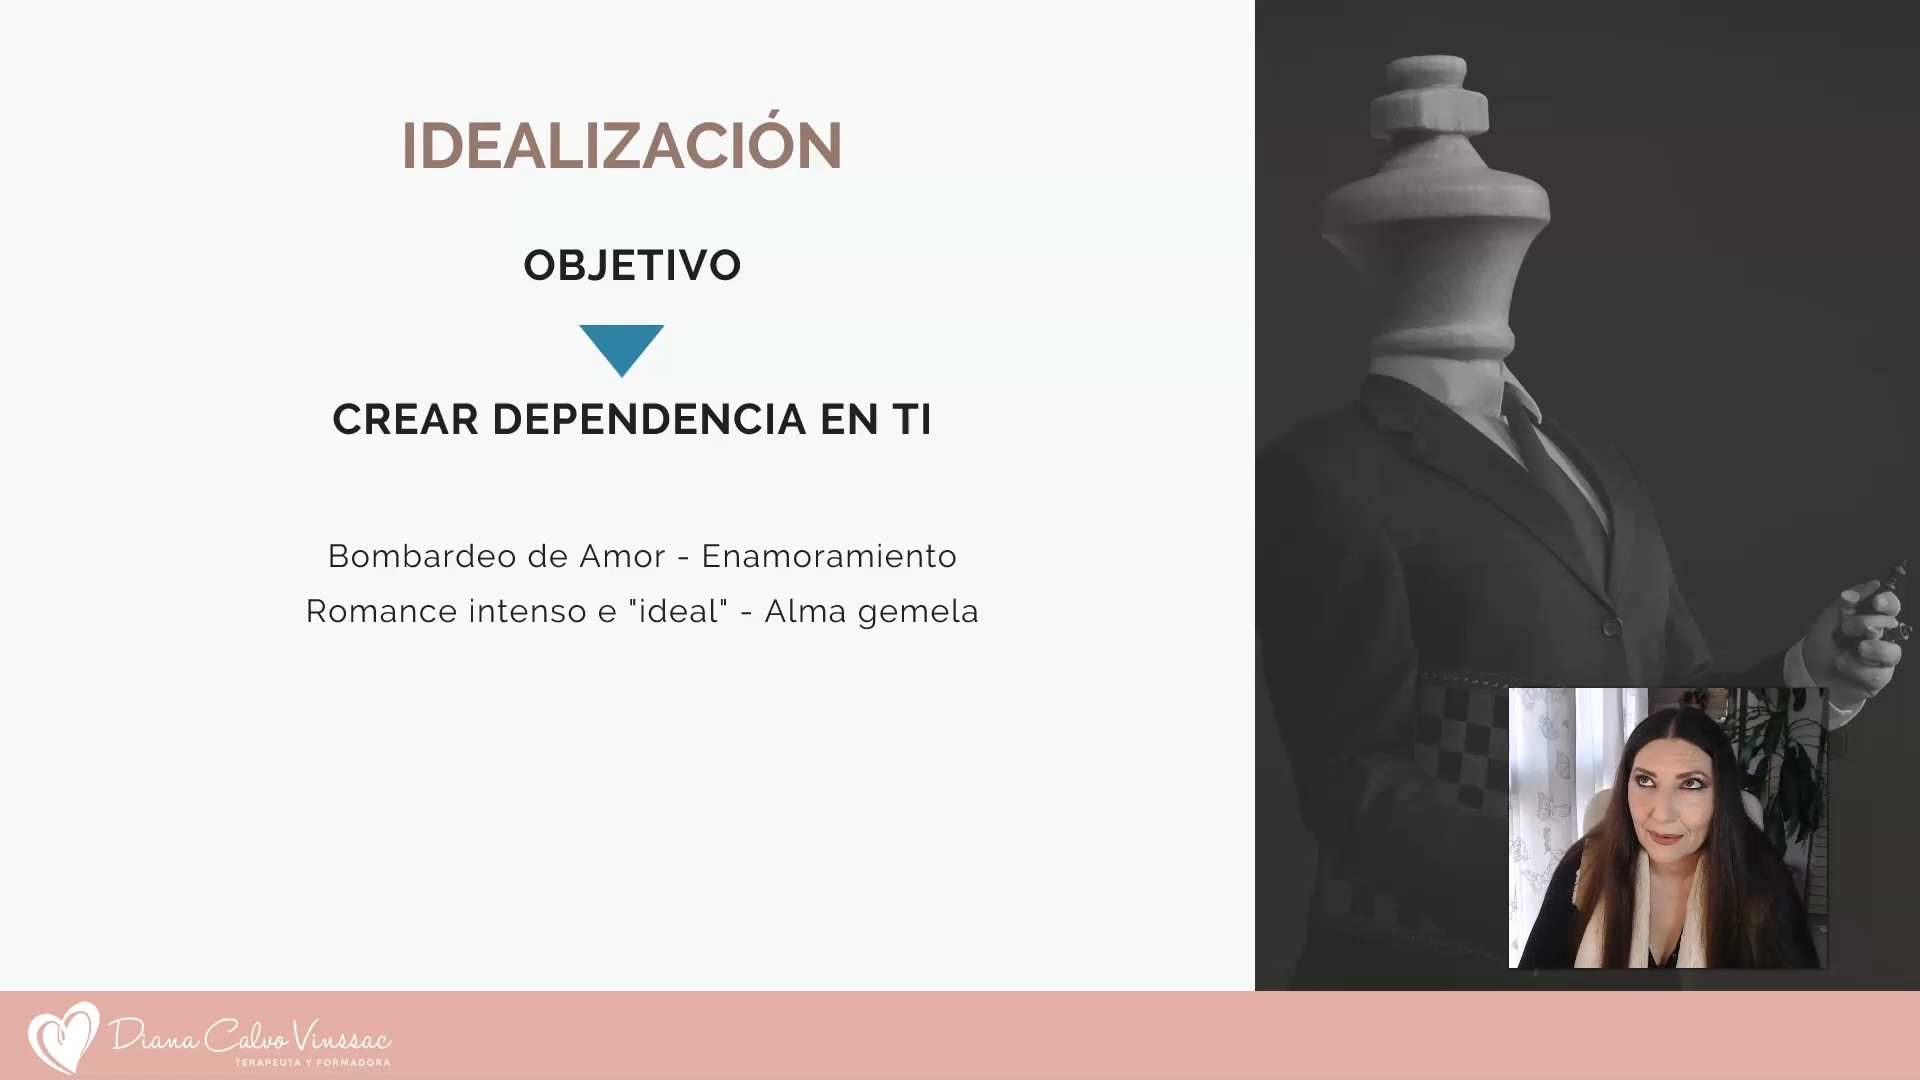 IDEALIZACIÓN
OBJETIVO
CREAR DEPENDENCIA EN TI
Bombardeo de Amor - Enamoramiento
Romance intenso e "ideal" - Alma gemela
Diana Calvo Vinssac
TERAPEUTA Y FORMADORA